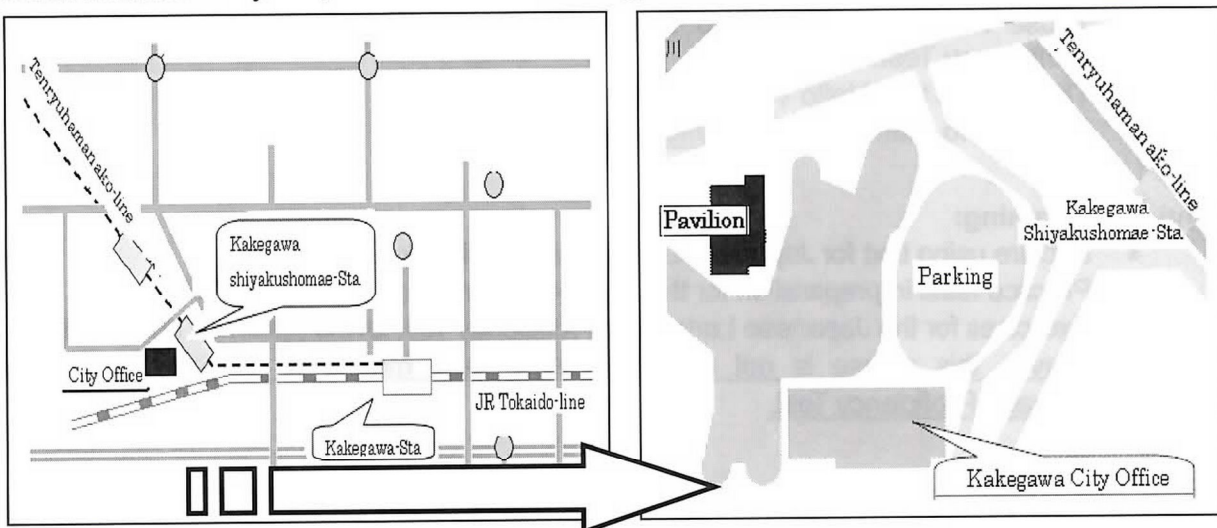 Tenryuhamanako-line
Kakegawa
shiyakushomae-Sta
City Office
JR Tokaido-line
Kakegawa-Sta
川
Tenryuhamanako-line
Pavilion
Kakegawa
Shiyakushomae-Sta
Parking
Kakegawa City Office